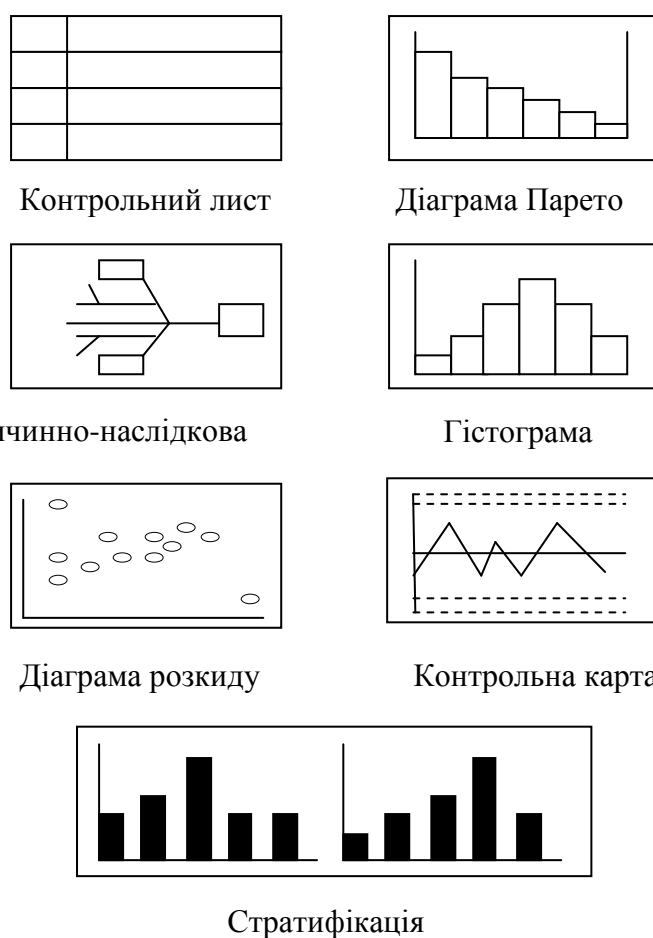 Контрольний лист
Діаграма Парето
чинно-наслідкова
Гістограма
Діаграма розкиду
Контрольна карта
Стратифікація